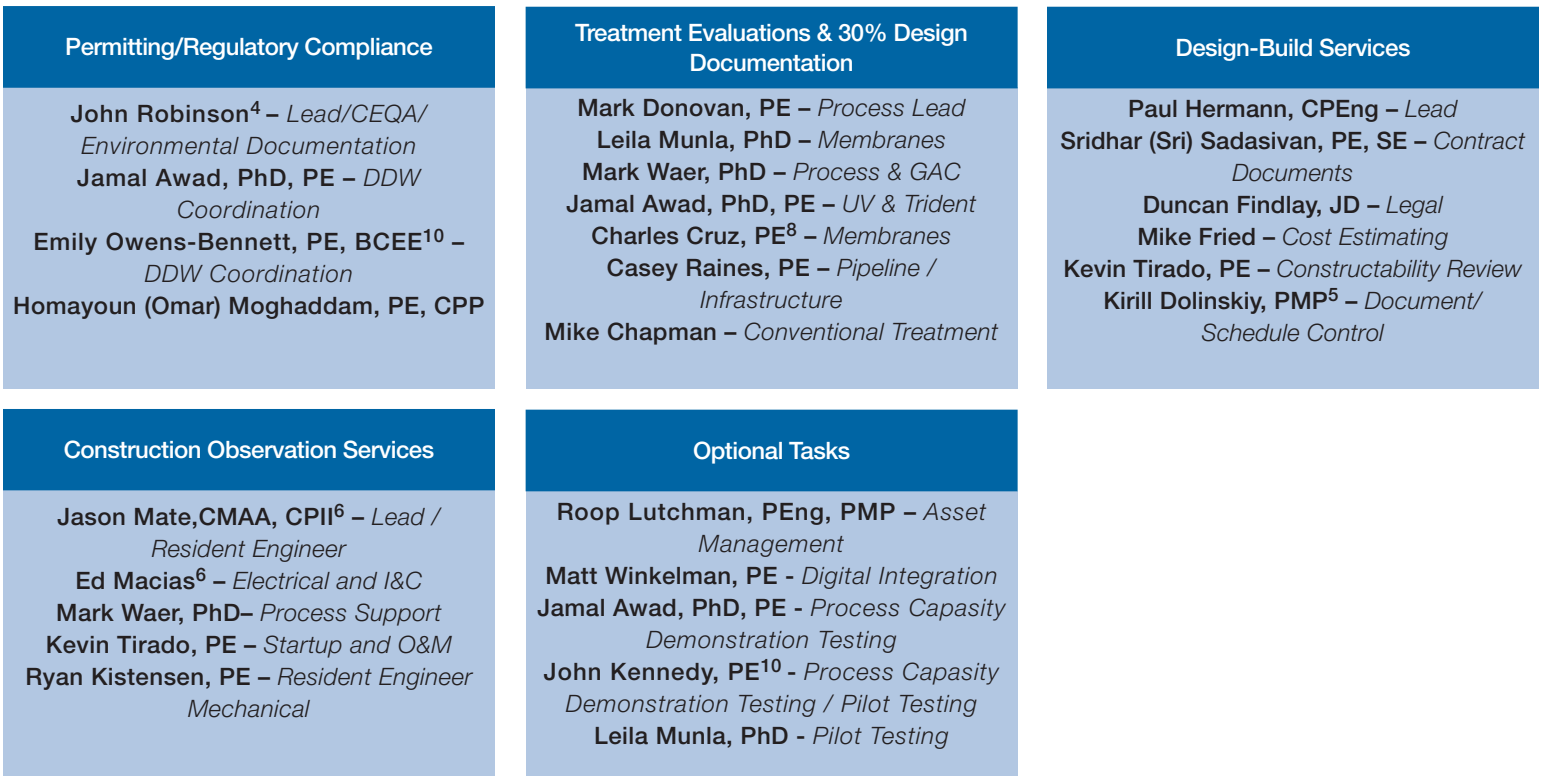 Permitting/Regulatory Compliance
John Robinson4 – Lead/CEQA/
Environmental Documentation
Jamal Awad, PhD, PE – DDW
Coordination
Emily Owens-Bennett, PE, BCEE10 –
DDW Coordination
Homayoun (Omar) Moghaddam, PE, CPP
Treatment Evaluations & 30% Design
Documentation
Mark Donovan, PE – Process Lead
Leila Munla, PhD – Membranes
Mark Waer, PhD – Process & GAC
Jamal Awad, PhD, PE – UV & Trident
Charles Cruz, PE8 – Membranes
Casey Raines, PE – Pipeline /
Infrastructure
Mike Chapman – Conventional Treatment
Design-Build Services
Paul Hermann, CPEng – Lead
Sridhar (Sri) Sadasivan, PE, SE – Contract
Documents
Duncan Findlay, JD – Legal
Mike Fried – Cost Estimating
Kevin Tirado, PE – Constructability Review
Kirill Dolinskiy, PMP5 – Document/
Schedule Control
Construction Observation Services
Jason Mate,CMAA, CPII6 – Lead /
Resident Engineer
Ed Macias6 – Electrical and I&C
Mark Waer, PhD– Process Support
Kevin Tirado, PE – Startup and O&M
Ryan Kistensen, PE – Resident Engineer
Mechanical
Optional Tasks
Roop Lutchman, PEng, PMP – Asset
Management
Matt Winkelman, PE - Digital Integration
Jamal Awad, PhD, PE - Process Capasity
Demonstration Testing
John Kennedy, PE10 - Process Capasity
Demonstration Testing / Pilot Testing
Leila Munla, PhD - Pilot Testing